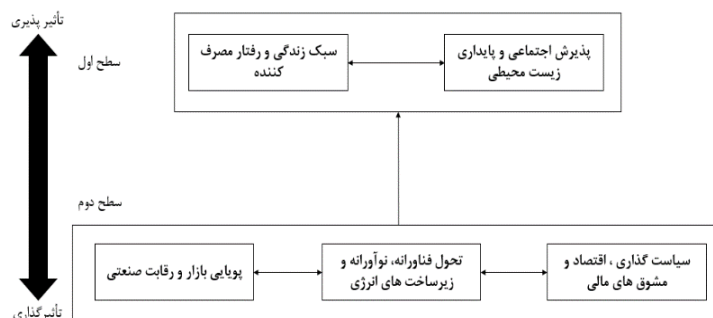 تأثیر پذیری
سطح اول
پذیرش اجتماعی و پایداری
زیست محیطی
سبک زندگی و رفتار مصرف
کننده
سطح دوم
سیاست گذاری ، اقتصاد و
مشوق های مالی
تحول فناورانه، نوآورانه و
زیرساخت های انرژی
پویایی بازار و رقابت صنعتی
تأثیرگذاری